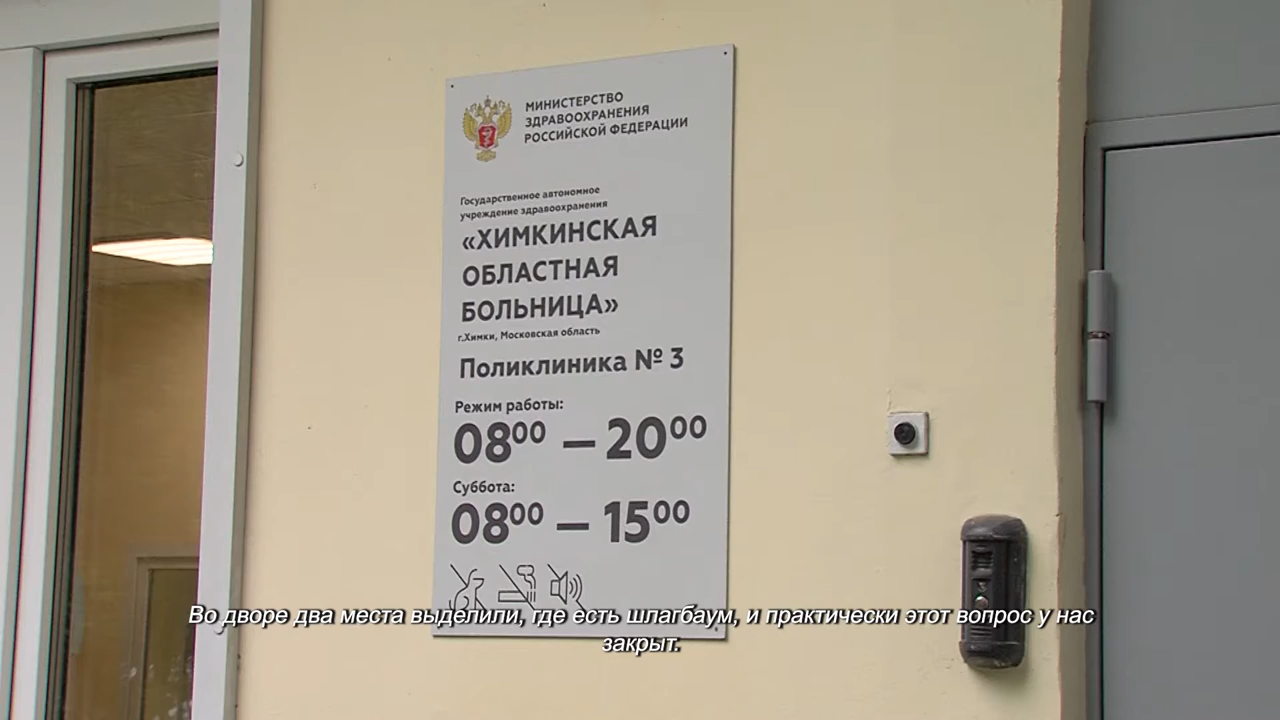 МИНИСТЕРСТВО
ЗДРАВООХРАНЕНИЯ
РОССИЙСКОЙ ФЕДЕРАЦИИ
Государственное автономное
учреждение здравоохранения
«ХИМКИНСКАЯ
ОБЛАСТНАЯ
БОЛЬНИЦА»
г.Химки, Московская область
Поликлиника № 3
Режим работы:
08⁰⁰ — 20⁰⁰
Суббота:
08⁰⁰ — 15⁰⁰
Во дворе два места выделили, где есть шлагбаум, и практически этот вопрос у нас
закрыт.